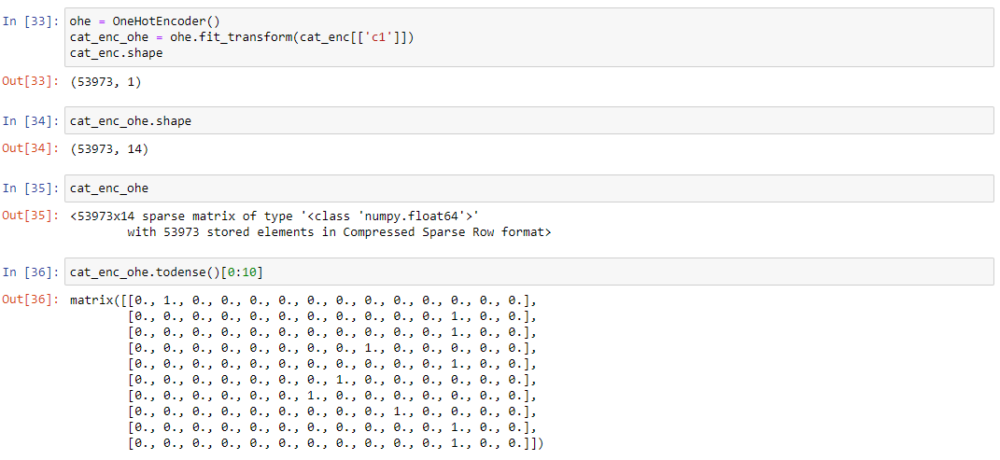 In [33]: ohe = OneHotEncoder()
cat_enc_ohe = ohe.fit_transform(cat_enc[['c1']])
cat_enc.shape
Out[33]: (53973, 1)
In [34]: cat_enc_ohe.shape
Out[34]: (53973, 14)
In [35]: cat_enc_ohe
Out[35]: <53973x14 sparse matrix of type '<class 'numpy.float64'>'
with 53973 stored elements in Compressed Sparse Row format>
In [36]: cat_enc_ohe.todense()[0:10]
Out[36]: matrix([[0., 1., 0., 0., 0., 0., 0., 0., 0., 0., 0., 0., 0., 0.],
[0., 0., 0., 0., 0., 0., 0., 0., 0., 0., 0., 1., 0., 0.],
[0., 0., 0., 0., 0., 0., 0., 0., 0., 0., 0., 1., 0., 0.],
[0., 0., 0., 0., 0., 0., 0., 0., 1., 0., 0., 0., 0., 0.],
[0., 0., 0., 0., 0., 0., 0., 0., 0., 0., 0., 1., 0., 0.],
[0., 0., 0., 0., 0., 0., 0., 1., 0., 0., 0., 0., 0., 0.],
[0., 0., 0., 0., 0., 0., 1., 0., 0., 0., 0., 0., 0., 0.],
[0., 0., 0., 0., 0., 0., 0., 0., 0., 1., 0., 0., 0., 0.],
[0., 0., 0., 0., 0., 0., 0., 0., 0., 0., 0., 1., 0., 0.],
[0., 0., 0., 0., 0., 0., 0., 0., 0., 0., 0., 1., 0., 0.]])